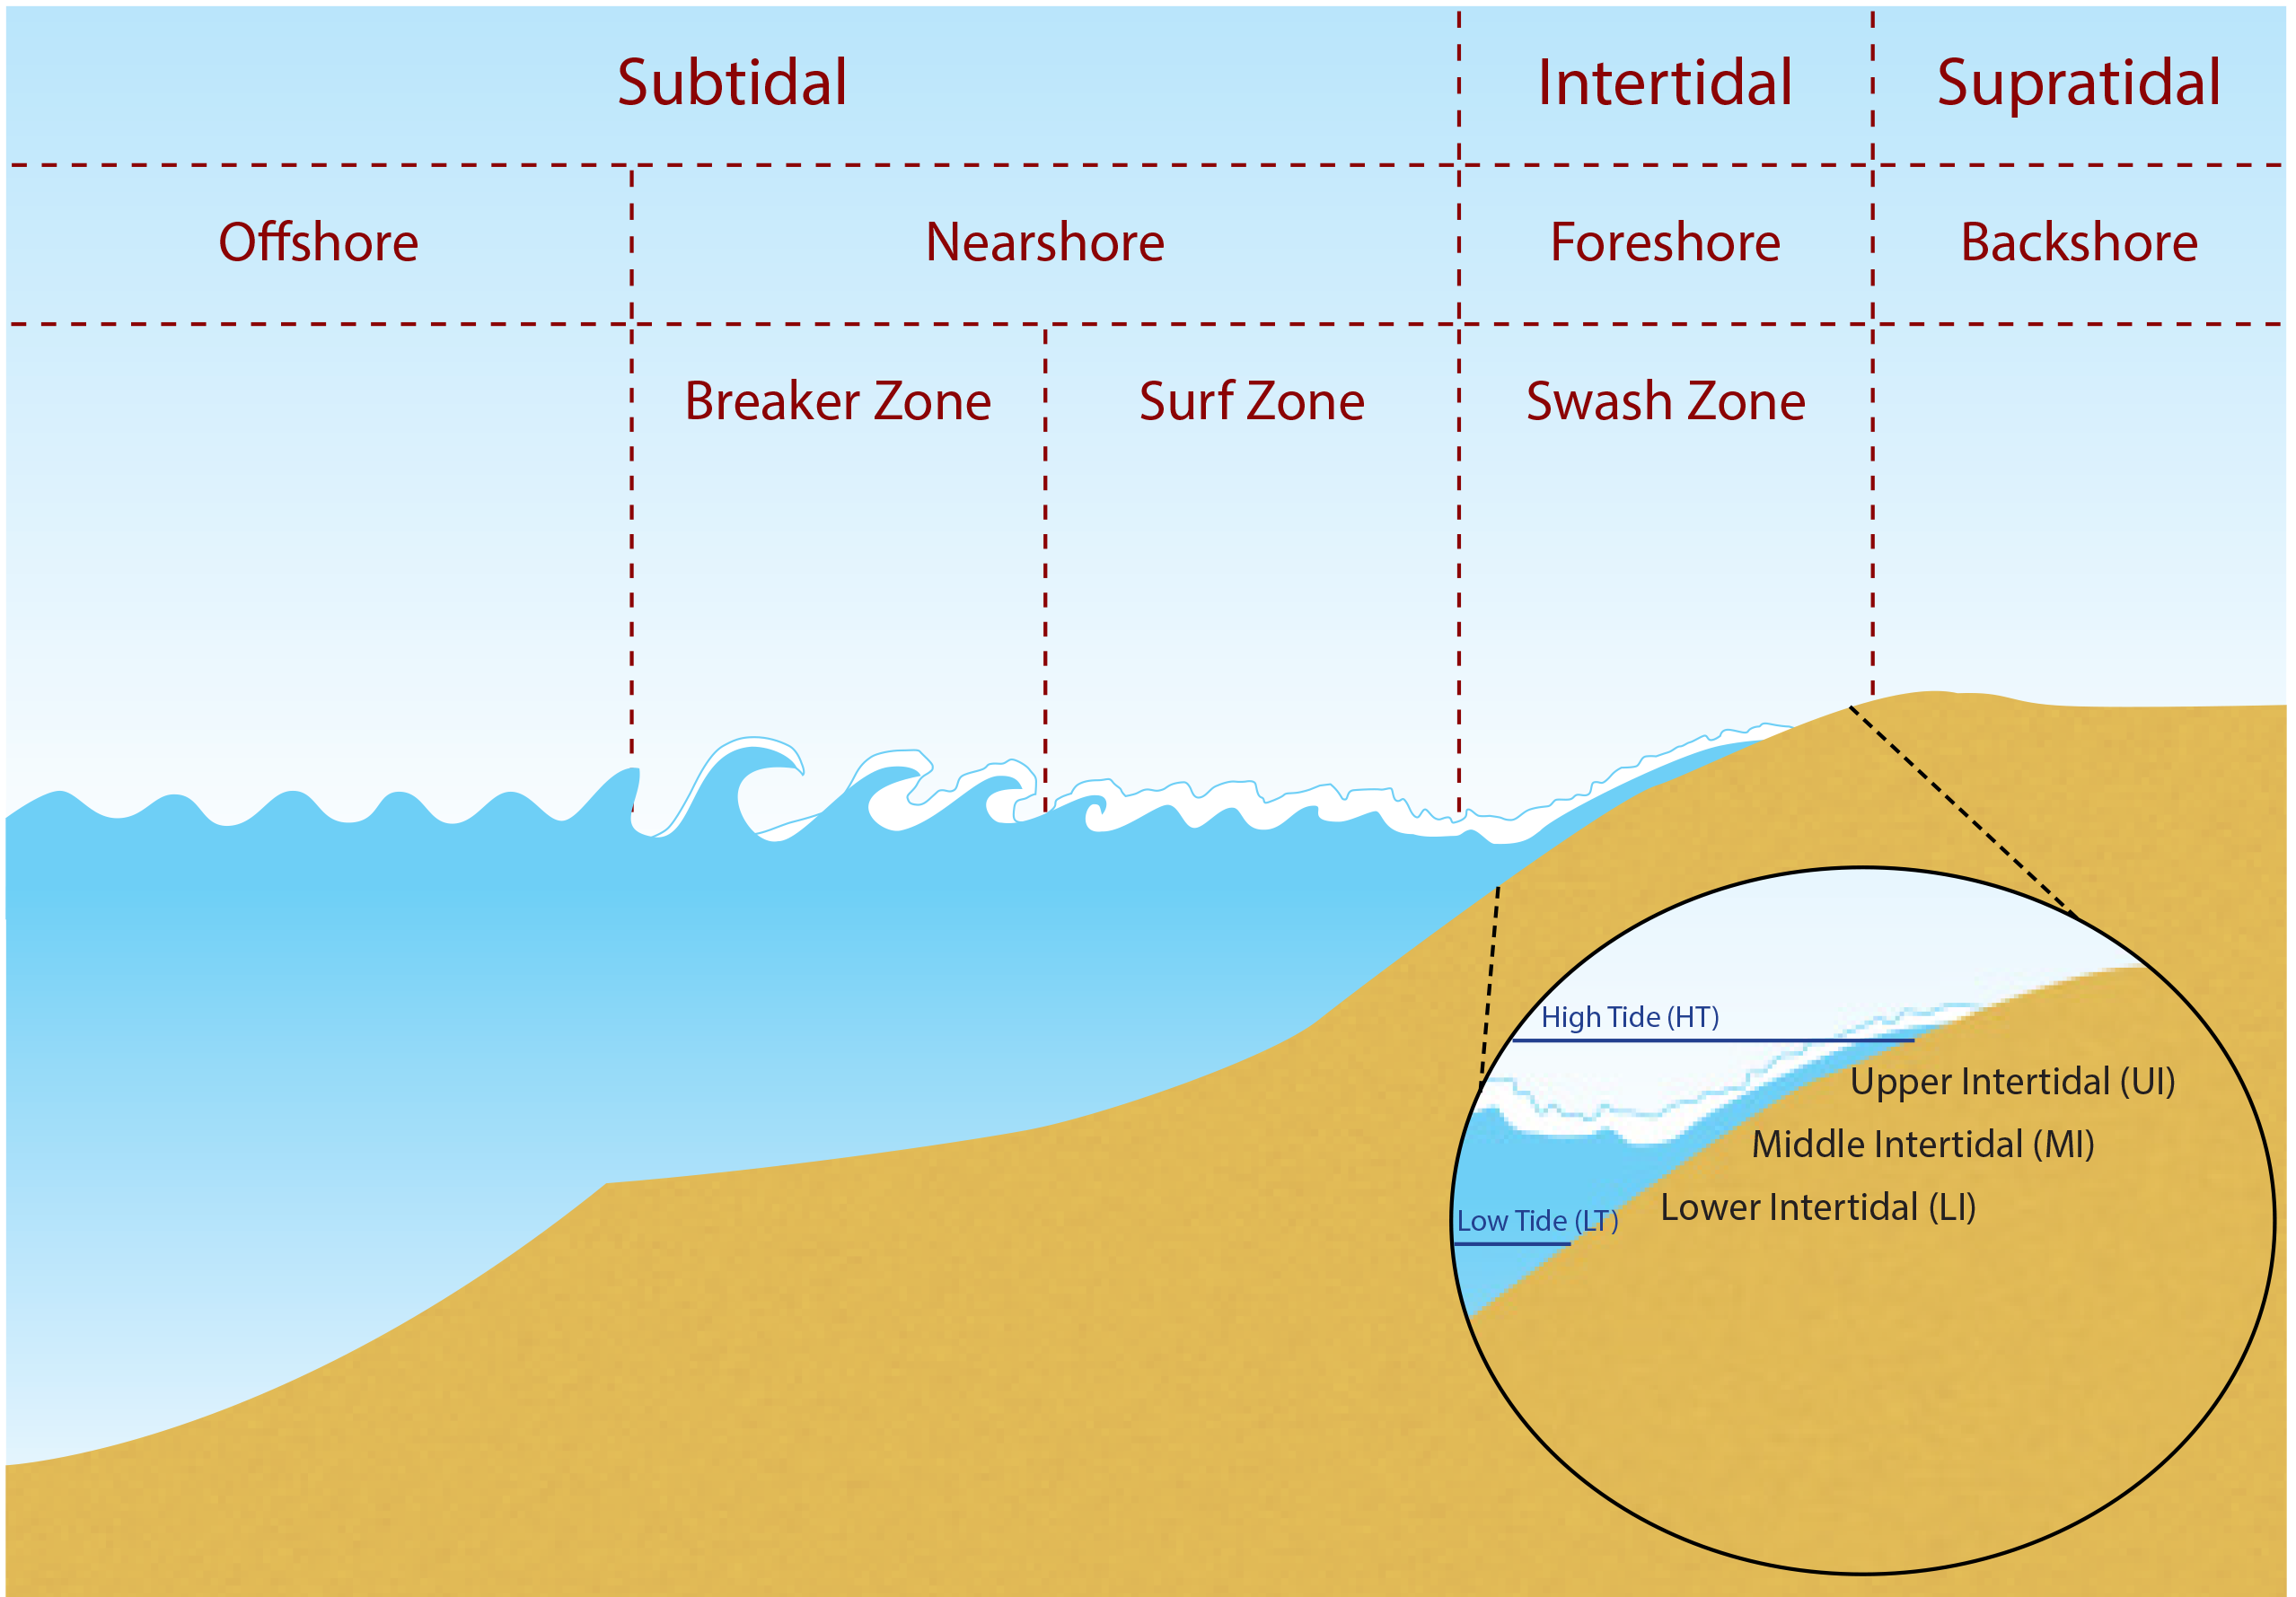 Subtidal
Intertidal
Supratidal
Offshore
Nearshore
Foreshore
Backshore
Breaker Zone
Surf Zone
Swash Zone
High Tide (HT)
Upper Intertidal (UI)
Middle Intertidal (MI)
Lower Intertidal (LI)
Low Tide (LT)